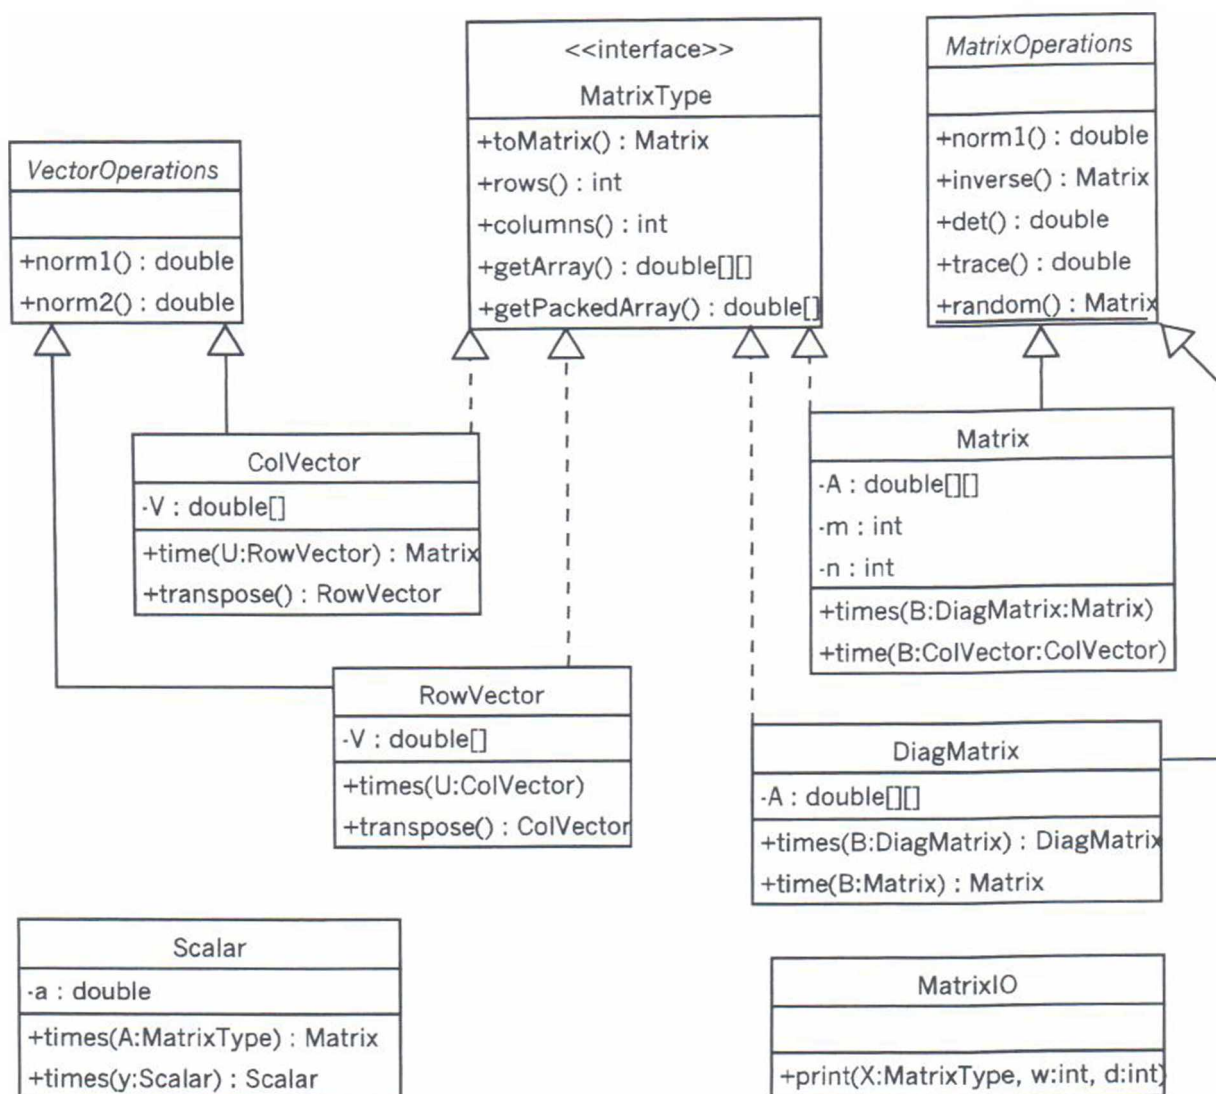 <<interface>>
MatrixType
+toMatrix() : Matrix
+rows() : int
+columns() : int
+getArray() : double[][]
+getPackedArray() : double[]
MatrixOperations
+norm1() : double
+inverse() : Matrix
+det() : double
+trace() : double
+random() : Matrix
VectorOperations
+norm1() : double
+norm2() : double
ColVector
-V : double[]
+time(U:RowVector) : Matrix
+transpose() : RowVector
Matrix
-A : double[][]
-m : int
-n : int
+times(B:DiagMatrix:Matrix)
+time(B:ColVector:ColVector)
RowVector
-V : double[]
+times(U:ColVector)
+transpose() : ColVector
DiagMatrix
-A : double[][]
+times(B:DiagMatrix) : DiagMatrix
+time(B:Matrix) : Matrix
Scalar
-a : double
+times(A:MatrixType) : Matrix
+times(y:Scalar) : Scalar
MatrixIO
+print(X:MatrixType, w:int, d:int)